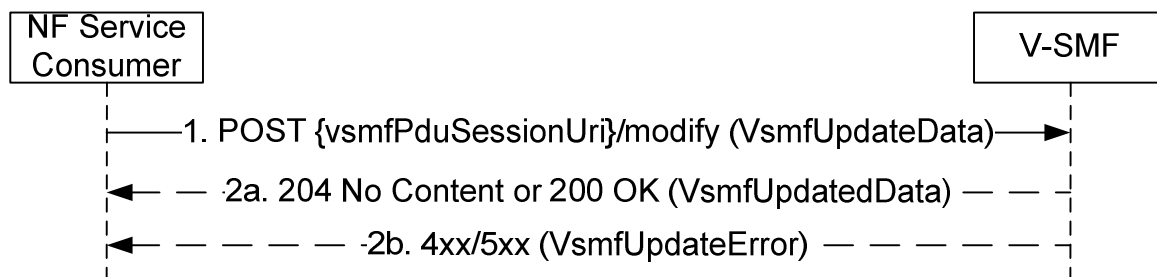 NF Service
Consumer
V-SMF
1. POST {vsmfPduSessionUri}/modify (VsmfUpdateData)
2a. 204 No Content or 200 OK (VsmfUpdatedData)
2b. 4xx/5xx (VsmfUpdateError)